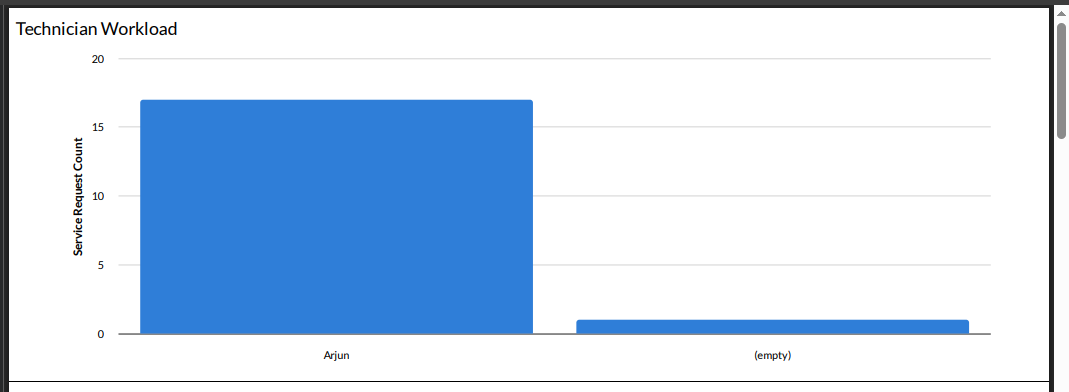 Technician Workload
20
15
10
5
0
Service Request Count
Arjun
(empty)